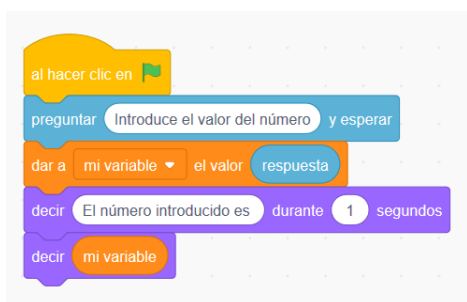 al hacer clic en
preguntar Introduce el valor del número y esperar
dar a mi variable el valor respuesta
decir El número introducido es durante 1 segundos
decir mi variable